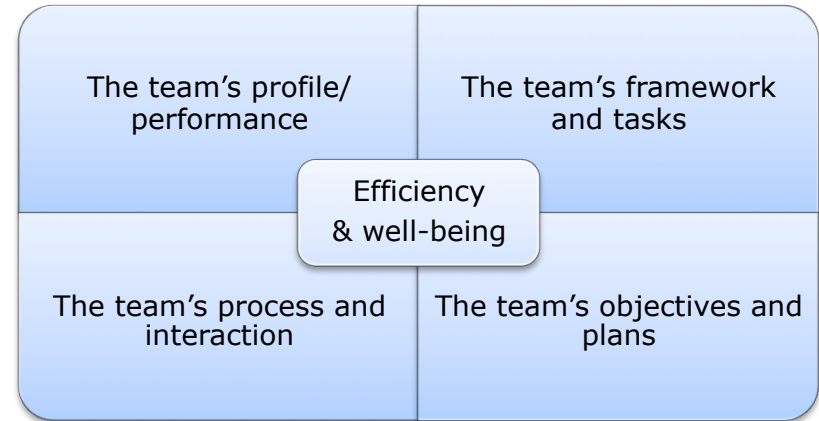 The team’s profile/
performance
The team’s framework
and tasks
Efficiency
& well-being
The team’s process and
interaction
The team’s objectives and
plans